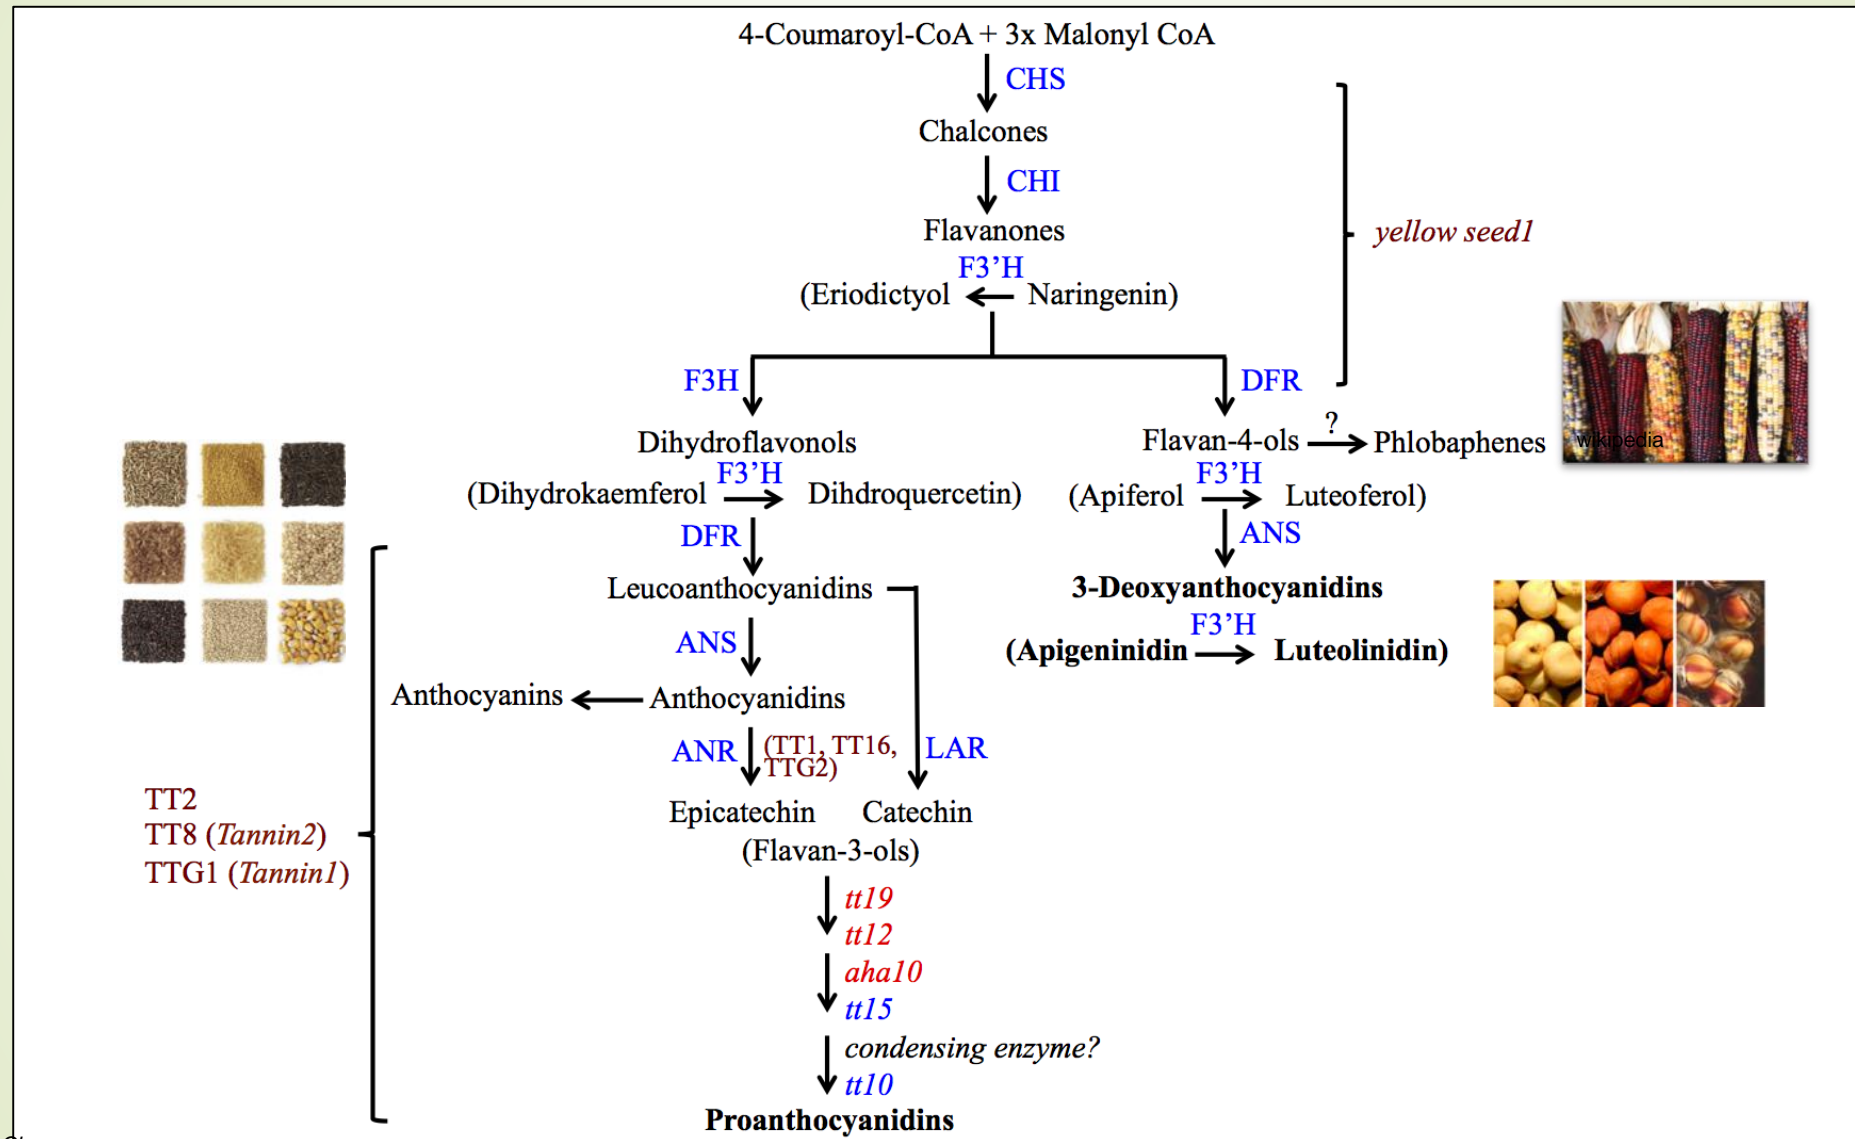 4-Coumaroyl-CoA + 3x Malonyl CoA
CHS
Chalcones
CHI
Flavanones
yellow seed1
F3’H
(Eriodictyol Naringenin)
F3H
DFR
?
Dihydroflavonols
Flavan-4-ols Phlobaphenes
wikipedia
F3’H
F3’H
(Dihydrokaemferol Dihdroquercetin)
(Apiferol Luteoferol)
DFR
ANS
Leucoanthocyanidins
3-Deoxyanthocyanidins
F3’H
ANS
(Apigeninidin Luteolinidin)
Anthocyanins Anthocyanidins
ANR
(TT1, TT16,
TTG2)
LAR
TT2
TT8 (Tannin2)
TTG1 (Tannin1)
Epicatechin Catechin
(Flavan-3-ols)
tt19
tt12
aha10
tt15
condensing enzyme?
tt10
Proanthocyanidins